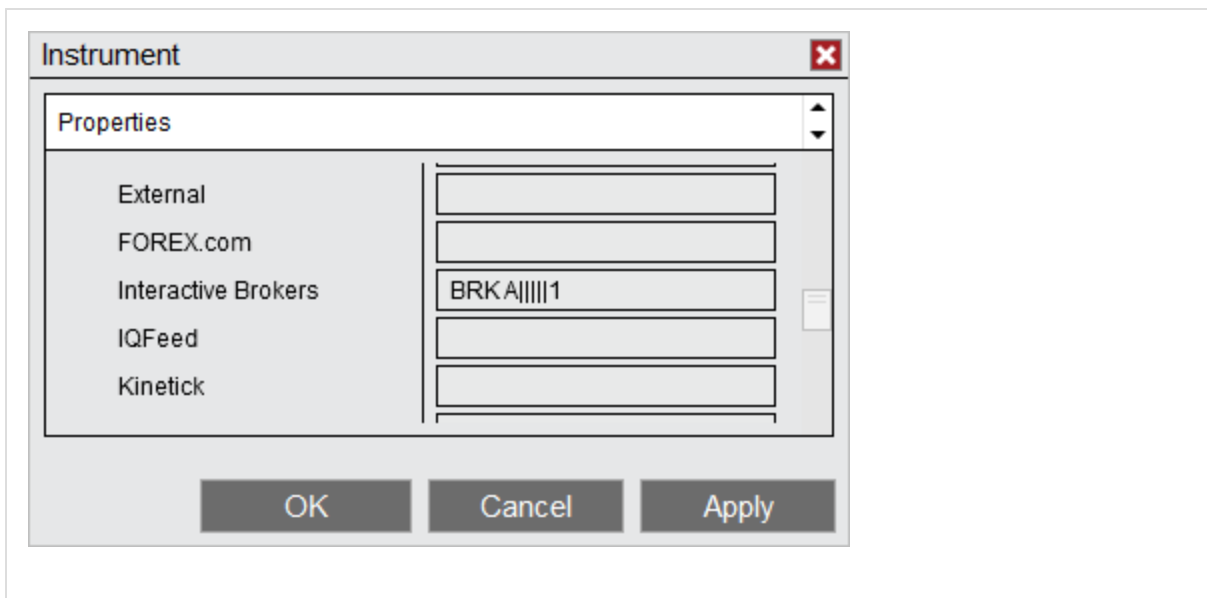 Instrument
Properties
External
FOREX.com
Interactive Brokers BRK A|||||1
IQFeed
Kinetick
OK Cancel Apply